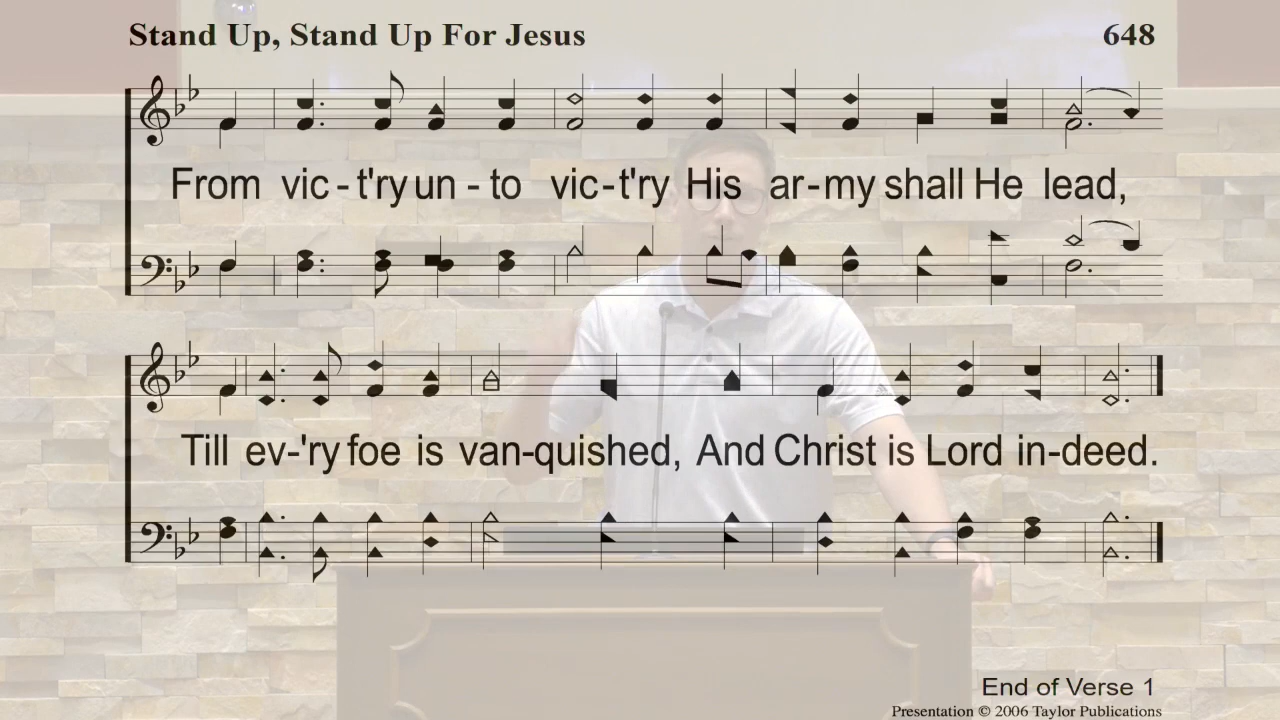 Stand Up, Stand Up For Jesus 648
From vic - t'ry un - to vic - t'ry His ar - my shall He lead,
Till ev-'ry foe is van-quished, And Christ is Lord in-deed.
End of Verse 1
Presentation © 2006 Taylor Publications